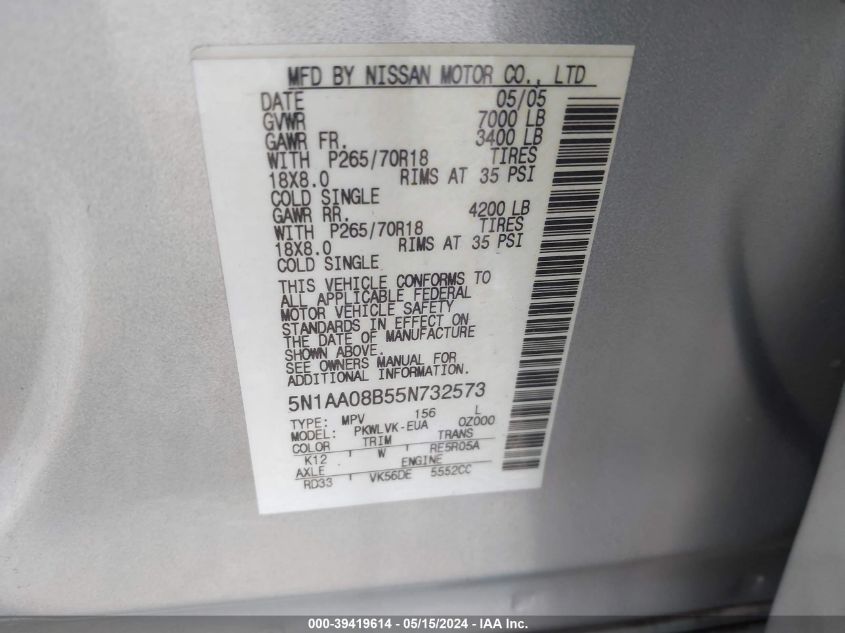 MFD BY NISSAN MOTOR CO., LTD
DATE 05/05
GVWR 7000 LB
GAWR FR. 3400 LB
WITH P265/70R18 TIRES
18X8.0 RIMS AT 35 PSI
COLD SINGLE
GAWR RR. 4200 LB
WITH P265/70R18 TIRES
18X8.0 RIMS AT 35 PSI
COLD SINGLE
THIS VEHICLE CONFORMS TO
ALL APPLICABLE FEDERAL
MOTOR VEHICLE SAFETY
STANDARDS IN EFFECT ON
THE DATE OF MANUFACTURE
SHOWN ABOVE.
SEE OWNERS MANUAL FOR
ADDITIONAL INFORMATION.
5N1AA08B55N732573
TYPE: MPV 156 L
MODEL: PKWLVK-EUA 0Z000
COLOR TRIM TRANS
K12 W RE5R05A
AXLE ENGINE
RD33 VK56DE 5552CC
000-39419614 - 05/15/2024 - IAA Inc.